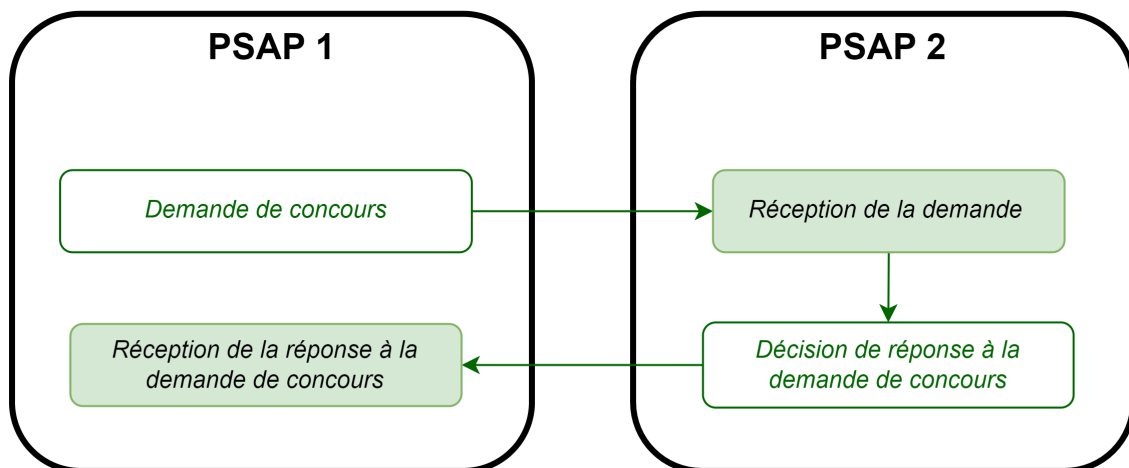 PSAP 1
PSAP 2
Demande de concours
Réception de la demande
Réception de la réponse à la
demande de concours
Décision de réponse à la
demande de concours